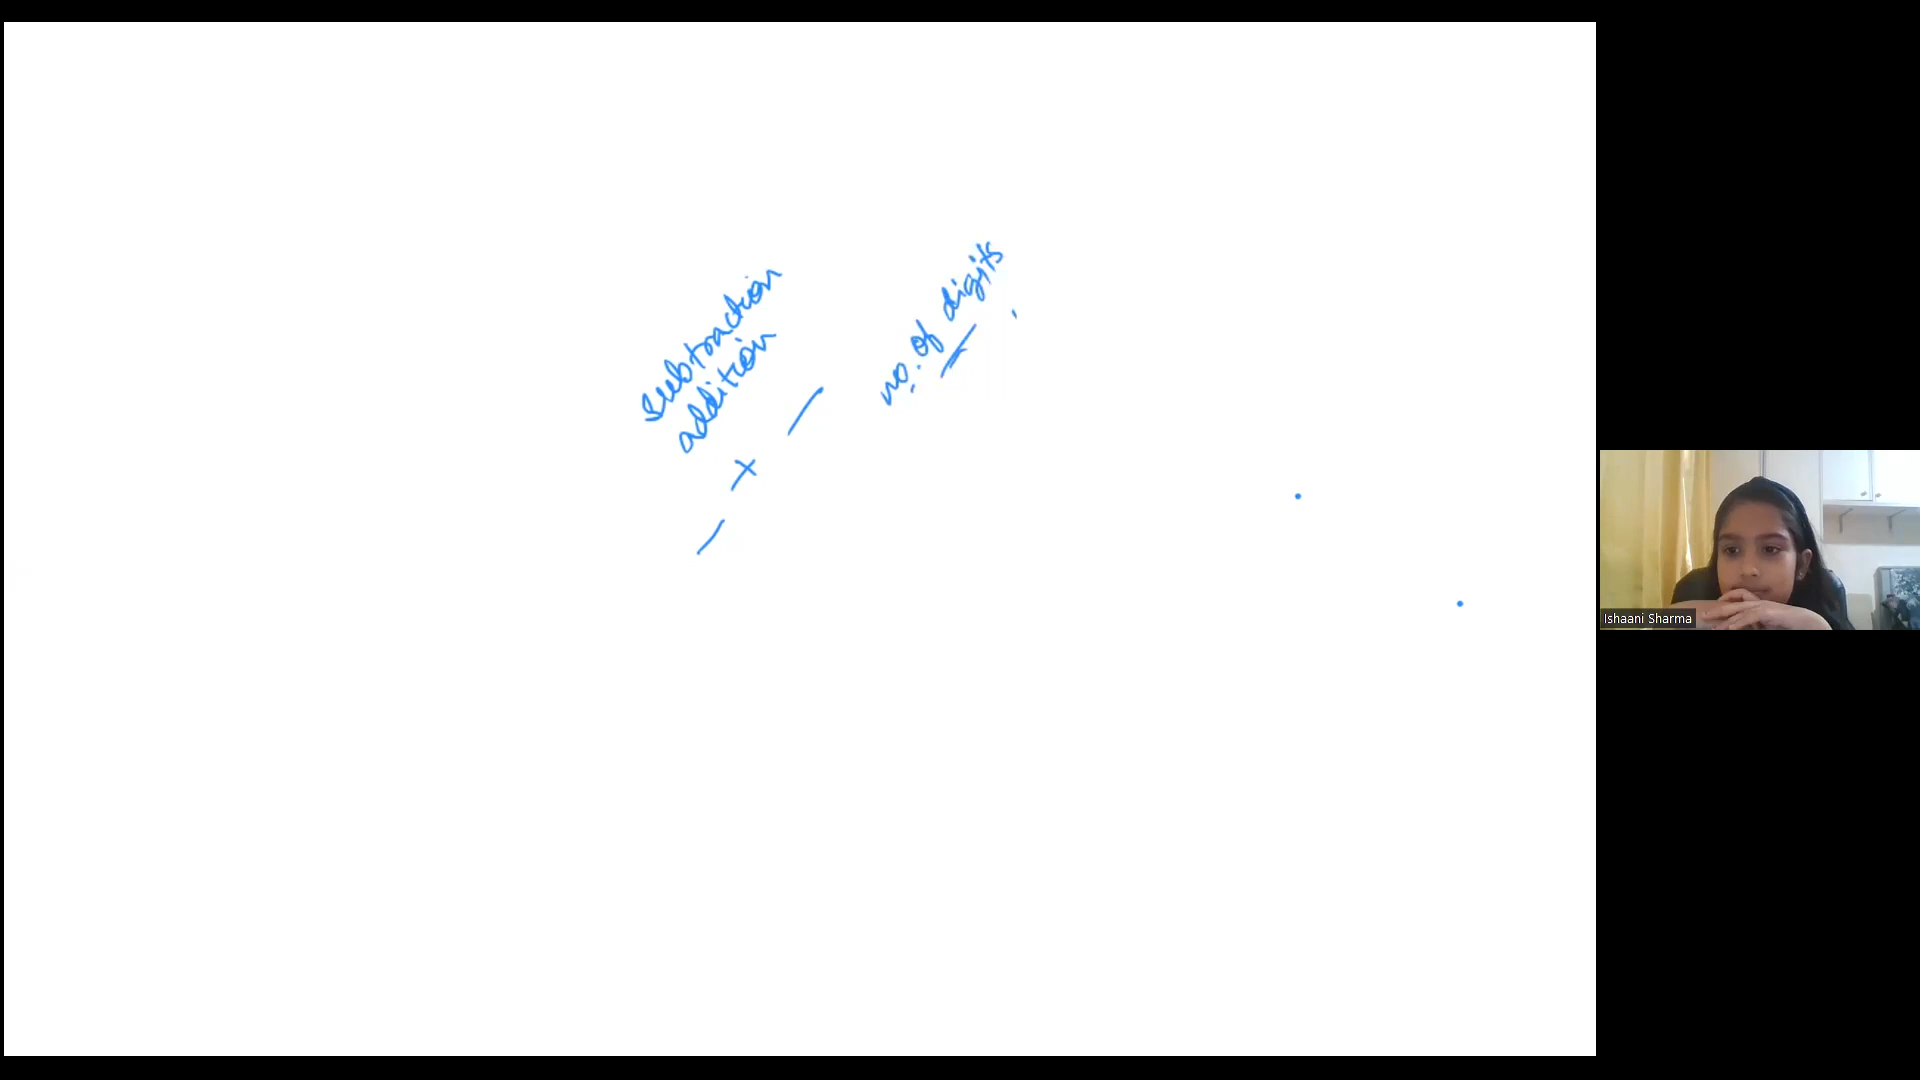 subtraction
addition
+ -
-
no. of digits
Ishaani Sharma